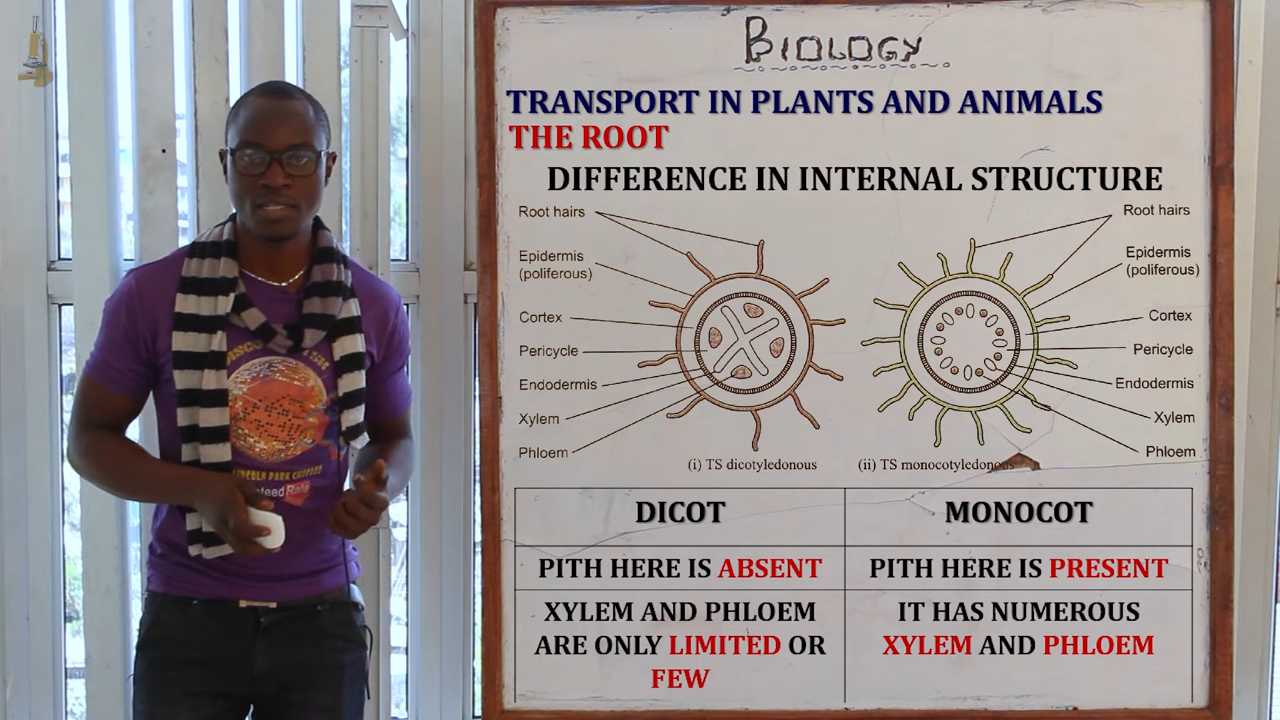 BIOLOGY
TRANSPORT IN PLANTS AND ANIMALS
THE ROOT
DIFFERENCE IN INTERNAL STRUCTURE
Root hairs
Epidermis
(poliferous)
Cortex
Pericycle
Endodermis
Xylem
Phloem
(i) TS dicotyledonous
Root hairs
Epidermis
(poliferous)
Cortex
Pericycle
Endodermis
Xylem
Phloem
(ii) TS monocotyledonous
DICOT
MONOCOT
PITH HERE IS ABSENT
PITH HERE IS PRESENT
XYLEM AND PHLOEM
ARE ONLY LIMITED OR
FEW
IT HAS NUMEROUS
XYLEM AND PHLOEM
LINCOLN PARK